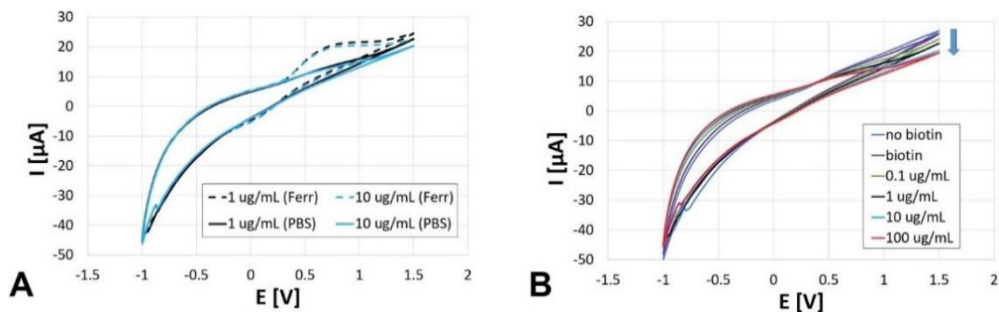 I [µA]
30
20
10
0
-10
-20
-30
-40
-50
-1.5 -1 -0.5 0 0.5 1 1.5 2
E [V]
1 ug/mL (Ferr) 10 ug/mL (Ferr)
1 ug/mL (PBS) 10 ug/mL (PBS)
A
I [µA]
30
20
10
0
-10
-20
-30
-40
-50
-1.5 -1 -0.5 0 0.5 1 1.5 2
E [V]
no biotin
biotin
0.1 ug/mL
1 ug/mL
10 ug/mL
100 ug/mL
B